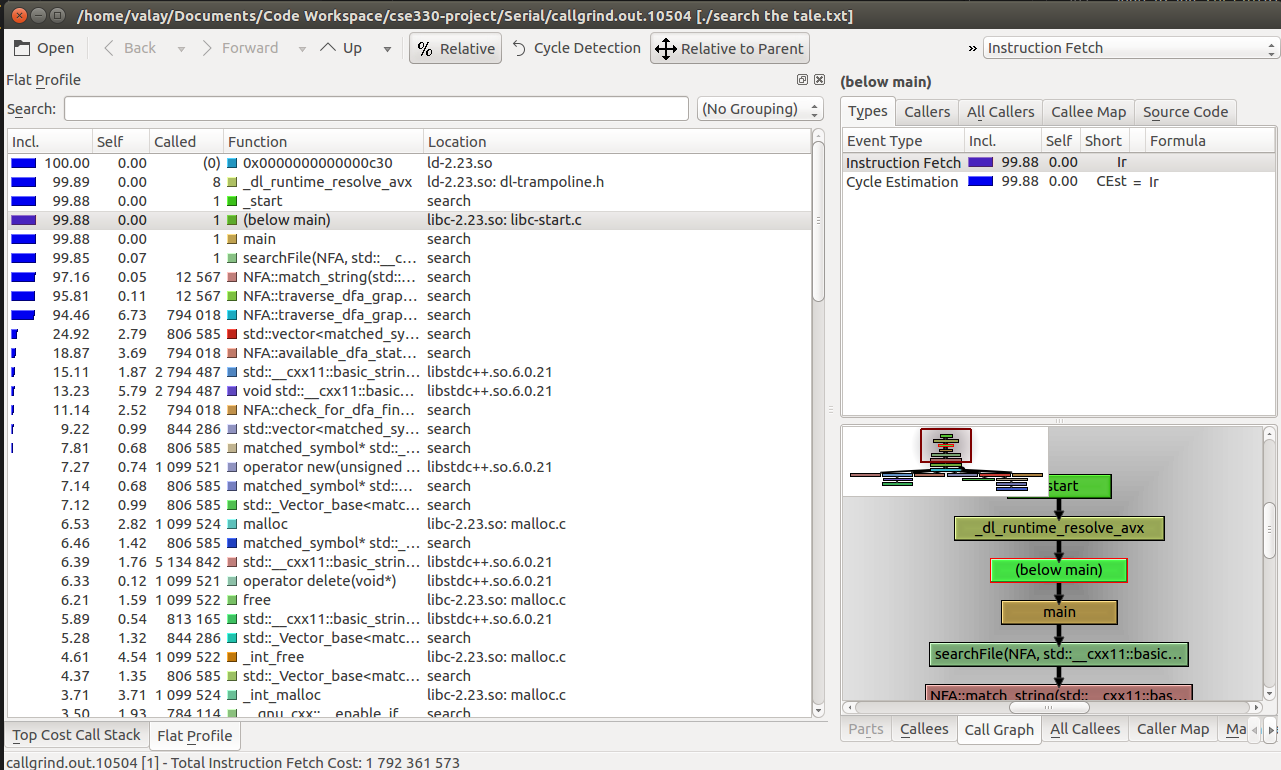 /home/valay/Documents/Code Workspace/cse330-project/Serial/callgrind.out.10504 [./search the tale.txt]
Open Back Forward Up % Relative Cycle Detection Relative to Parent » Instruction Fetch
Flat Profile
Search: (No Grouping)
Incl. Self Called Function Location
100.00 0.00 (0) 0x0000000000000c30 ld-2.23.so
99.89 0.00 8 _dl_runtime_resolve_avx ld-2.23.so: dl-trampoline.h
99.88 0.00 1 _start search
99.88 0.00 1 (below main) libc-2.23.so: libc-start.c
99.88 0.00 1 main search
99.85 0.07 1 searchFile(NFA, std::__c... search
97.16 0.05 12 567 NFA::match_string(std::... search
95.81 0.11 12 567 NFA::traverse_dfa_grap... search
94.46 6.73 794 018 NFA::traverse_dfa_grap... search
24.92 2.79 806 585 std::vector<matched_sy... search
18.87 3.69 794 018 NFA::available_dfa_stat... search
15.11 1.87 2 794 487 std::__cxx11::basic_strin... libstdc++.so.6.0.21
13.23 5.79 2 794 487 void std::__cxx11::basic... libstdc++.so.6.0.21
11.14 2.52 794 018 NFA::check_for_dfa_fin... search
9.22 0.99 844 286 std::vector<matched_sy... search
7.81 0.68 806 585 matched_symbol* std::_... search
7.27 0.74 1 099 521 operator new(unsigned ... libstdc++.so.6.0.21
7.14 0.68 806 585 matched_symbol* std::_... search
7.12 0.99 806 585 std::_Vector_base<matc... search
6.53 2.82 1 099 524 malloc libc-2.23.so: malloc.c
6.46 1.42 806 585 matched_symbol* std::_... search
6.39 1.76 5 134 842 std::__cxx11::basic_strin... libstdc++.so.6.0.21
6.33 0.12 1 099 521 operator delete(void*) libstdc++.so.6.0.21
6.21 1.59 1 099 522 free libc-2.23.so: malloc.c
5.89 0.54 813 165 std::__cxx11::basic_strin... libstdc++.so.6.0.21
5.28 1.32 844 286 std::_Vector_base<matc... search
4.61 4.54 1 099 522 _int_free libc-2.23.so: malloc.c
4.37 1.35 806 585 std::_Vector_base<matc... search
3.71 3.71 1 099 524 _int_malloc libc-2.23.so: malloc.c
3.50 1.93 784 114 __gnu_cxx::__enable_if... search
Top Cost Call Stack Flat Profile
(below main)
Types Callers All Callers Callee Map Source Code
Event Type Incl. Self Short Formula
Instruction Fetch 99.88 0.00 Ir
Cycle Estimation 99.88 0.00 CEst = Ir
start
_dl_runtime_resolve_avx
(below main)
main
searchFile(NFA, std::__cxx11::basic...
NFA::match_string(std::__cxx11::bas...
Parts Callees Call Graph All Callees Caller Map Ma
callgrind.out.10504 [1] - Total Instruction Fetch Cost: 1 792 361 573